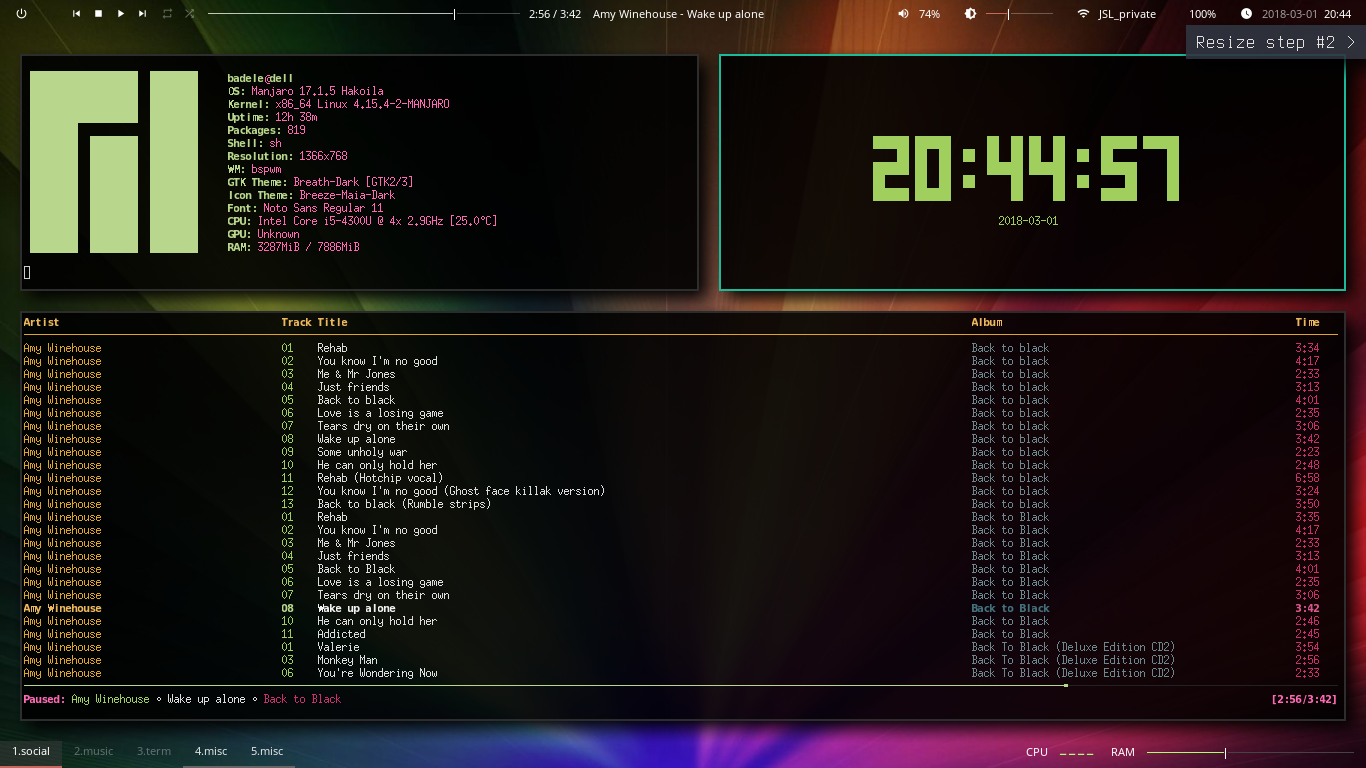 2:56 / 3:42 Amy Winehouse - Wake up alone 74% JSL_private 100% 2018-03-01 20:44
Resize step #2 >
badele@dell
OS: Manjaro 17.1.5 Hakoila
Kernel: x86_64 Linux 4.15.4-2-MANJARO
Uptime: 12h 38m
Packages: 819
Shell: sh
Resolution: 1366x768
WM: bspwm
GTK Theme: Breath-Dark [GTK2/3]
Icon Theme: Breeze-Maia-Dark
Font: Noto Sans Regular 11
CPU: Intel Core i5-4300U @ 4x 2.9GHz [25.0°C]
GPU: Unknown
RAM: 3287MiB / 7886MiB
20:44:57
2018-03-01
Artist Track Title Album Time
Amy Winehouse 01 Rehab Back to black 3:34
Amy Winehouse 02 You know I'm no good Back to black 4:17
Amy Winehouse 03 Me & Mr Jones Back to black 2:33
Amy Winehouse 04 Just friends Back to black 3:13
Amy Winehouse 05 Back to black Back to black 4:01
Amy Winehouse 06 Love is a losing game Back to black 2:35
Amy Winehouse 07 Tears dry on their own Back to black 3:06
Amy Winehouse 08 Wake up alone Back to black 3:42
Amy Winehouse 09 Some unholy war Back to black 2:23
Amy Winehouse 10 He can only hold her Back to black 2:48
Amy Winehouse 11 Rehab (Hotchip vocal) Back to black 6:58
Amy Winehouse 12 You know I'm no good (Ghost face killak version) Back to black 3:24
Amy Winehouse 13 Back to black (Rumble strips) Back to black 3:50
Amy Winehouse 01 Rehab Back to Black 3:35
Amy Winehouse 02 You know I'm no good Back to Black 4:17
Amy Winehouse 03 Me & Mr Jones Back to Black 2:33
Amy Winehouse 04 Just friends Back to Black 3:13
Amy Winehouse 05 Back to Black Back to Black 4:01
Amy Winehouse 06 Love is a losing game Back to Black 2:35
Amy Winehouse 07 Tears dry on their own Back to Black 3:06
Amy Winehouse 08 Wake up alone Back to Black 3:42
Amy Winehouse 10 He can only hold her Back to Black 2:46
Amy Winehouse 11 Addicted Back to Black 2:45
Amy Winehouse 01 Valerie Back To Black (Deluxe Edition CD2) 3:54
Amy Winehouse 03 Monkey Man Back To Black (Deluxe Edition CD2) 2:56
Amy Winehouse 06 You're Wondering Now Back To Black (Deluxe Edition CD2) 2:33
Paused: Amy Winehouse ⋄ Wake up alone ⋄ Back to Black [2:56/3:42]
1.social 2.music 3.term 4.misc 5.misc CPU RAM